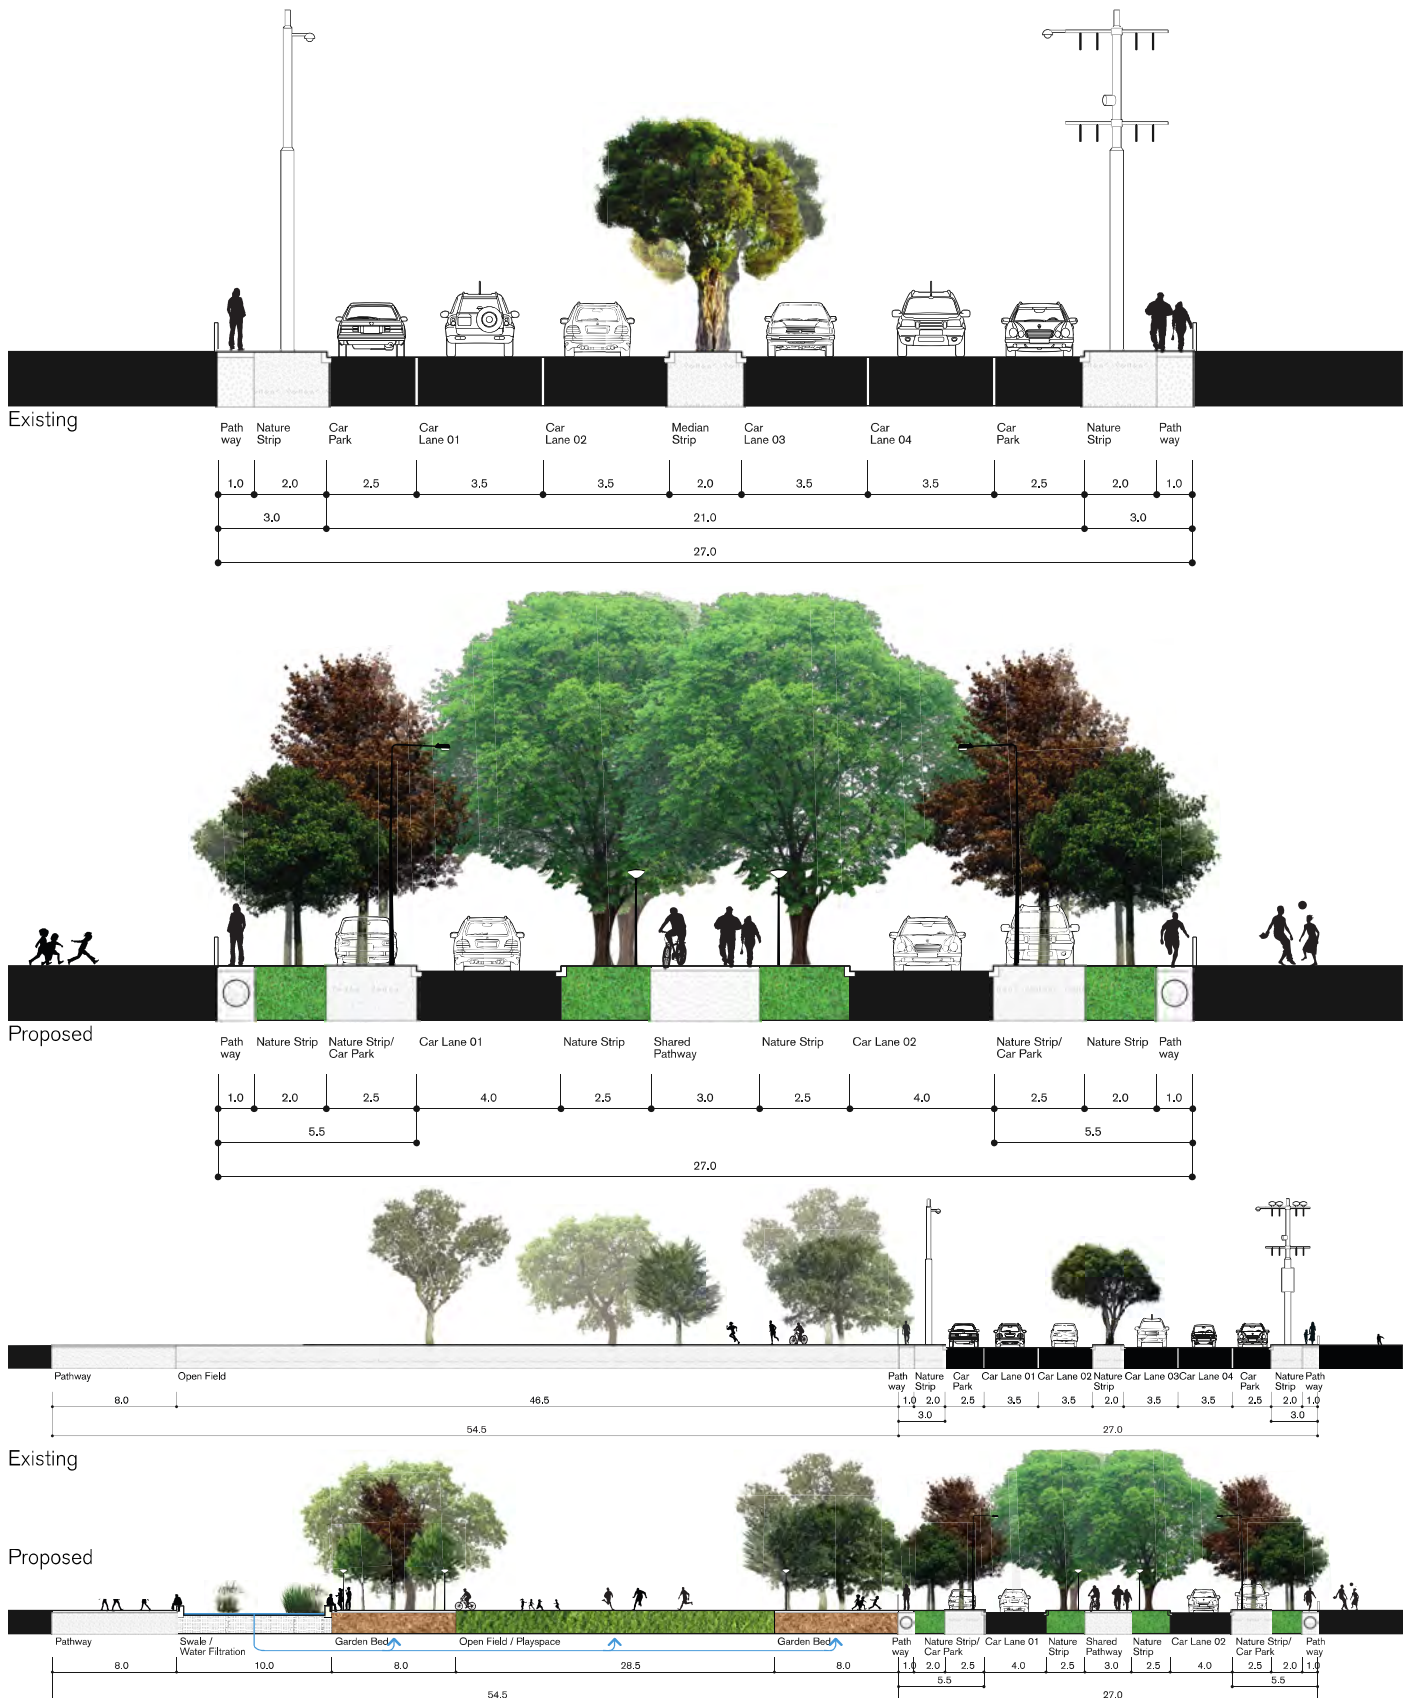 Existing
Path way
Nature Strip
Car Park
Car Lane 01
Car Lane 02
Median Strip
Car Lane 03
Car Lane 04
Car Park
Nature Strip
Path way
1.0 2.0 2.5 3.5 3.5 2.0 3.5 3.5 2.5 2.0 1.0
3.0 21.0 3.0
27.0
Proposed
Path way
Nature Strip
Nature Strip/ Car Park
Car Lane 01
Nature Strip
Shared Pathway
Nature Strip
Car Lane 02
Nature Strip/ Car Park
Nature Strip
Path way
1.0 2.0 2.5 4.0 2.5 3.0 2.5 4.0 2.5 2.0 1.0
5.5 5.5
27.0
Pathway
Open Field
Path way
Nature Strip
Car Park
Car Lane 01
Car Lane 02
Nature Strip
Car Lane 03
Car Lane 04
Car Park
Nature Strip
Path way
8.0 46.5 1.0 2.0 2.5 3.5 3.5 2.0 3.5 3.5 2.5 2.0 1.0
3.0 3.0
54.5 27.0
Existing
Proposed
Pathway
Swale / Water Filtration
Garden Bed
Open Field / Playspace
Garden Bed
Path way
Nature Strip/ Car Park
Car Lane 01
Nature Strip
Shared Pathway
Nature Strip
Car Lane 02
Nature Strip/ Car Park
Path way
8.0 10.0 8.0 28.5 8.0 1.0 2.0 2.5 4.0 2.5 3.0 2.5 4.0 2.5 2.0 1.0
5.5 5.5
54.5 27.0